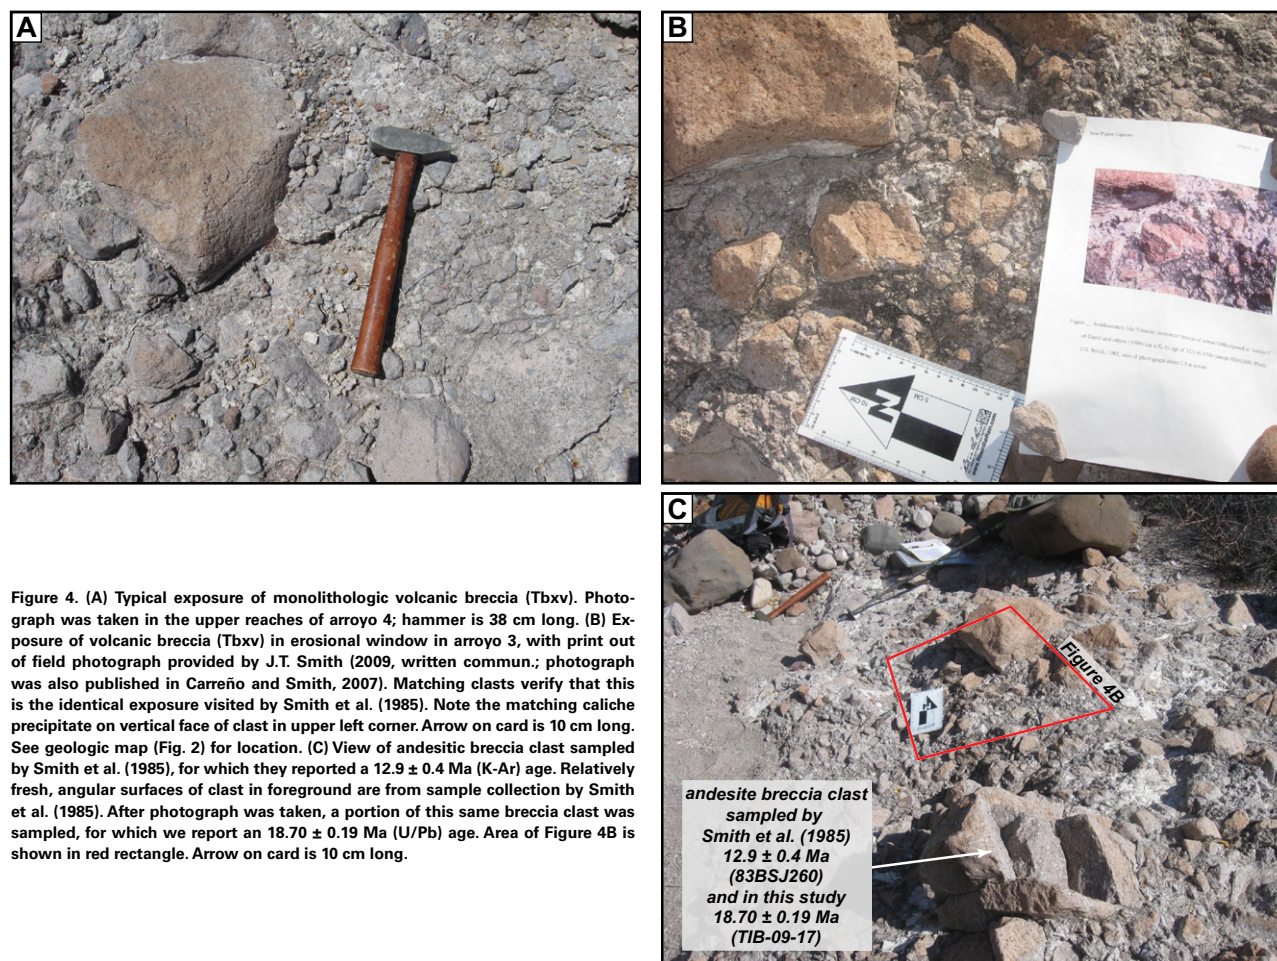 A
B
C
Figure 4. (A) Typical exposure of monolithologic volcanic breccia (Tbxv). Photo-
graph was taken in the upper reaches of arroyo 4; hammer is 38 cm long. (B) Ex-
posure of volcanic breccia (Tbxv) in erosional window in arroyo 3, with print out
of field photograph provided by J.T. Smith (2009, written commun.; photograph
was also published in Carreño and Smith, 2007). Matching clasts verify that this
is the identical exposure visited by Smith et al. (1985). Note the matching caliche
precipitate on vertical face of clast in upper left corner. Arrow on card is 10 cm long.
See geologic map (Fig. 2) for location. (C) View of andesitic breccia clast sampled
by Smith et al. (1985), for which they reported a 12.9 ± 0.4 Ma (K-Ar) age. Relatively
fresh, angular surfaces of clast in foreground are from sample collection by Smith
et al. (1985). After photograph was taken, a portion of this same breccia clast was
sampled, for which we report an 18.70 ± 0.19 Ma (U/Pb) age. Area of Figure 4B is
shown in red rectangle. Arrow on card is 10 cm long.
10 CM
5 CM
Figure 4B
andesite breccia clast
sampled by
Smith et al. (1985)
12.9 ± 0.4 Ma
(83BSJ260)
and in this study
18.70 ± 0.19 Ma
(TIB-09-17)